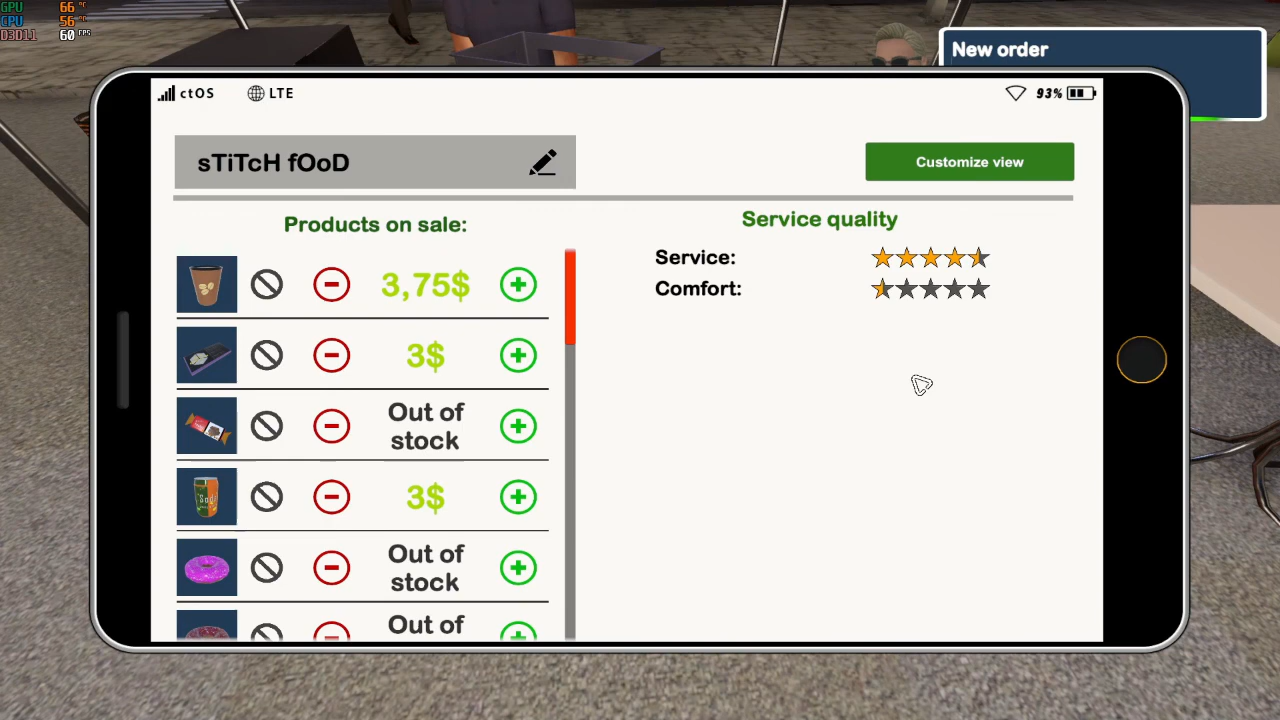 GPU 66 °C
CPU 56 °C
D3D11 60 FPS
New order
ctOS LTE 93%
sTiTcH fOoD
Customize view
Products on sale:
Service quality
Service:
Comfort:
3,75$
3$
Out of
stock
3$
Out of
stock
Out of